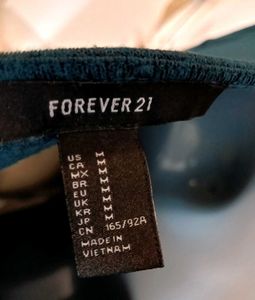 FOREVER 21
US M
CA M
MX M
BR M
EU M
UK M
KR M
JP M
CN 165/92A
MADE IN
VIETNAM